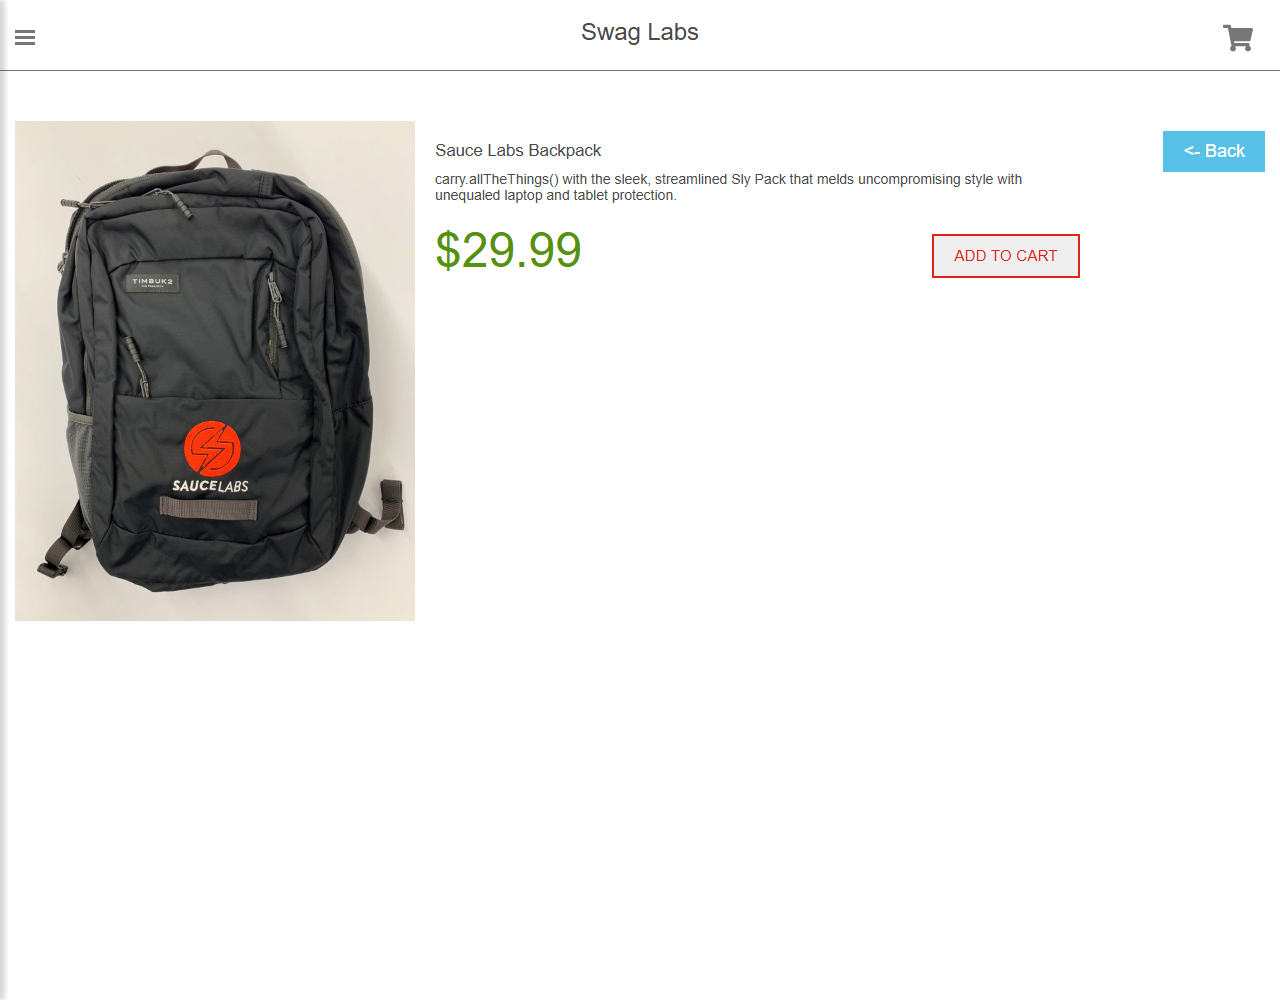 Swag Labs
Sauce Labs Backpack
<- Back
carry.allTheThings() with the sleek, streamlined Sly Pack that melds uncompromising style with
unequaled laptop and tablet protection.
$29.99
ADD TO CART
TIMBUK2
SAUCELABS